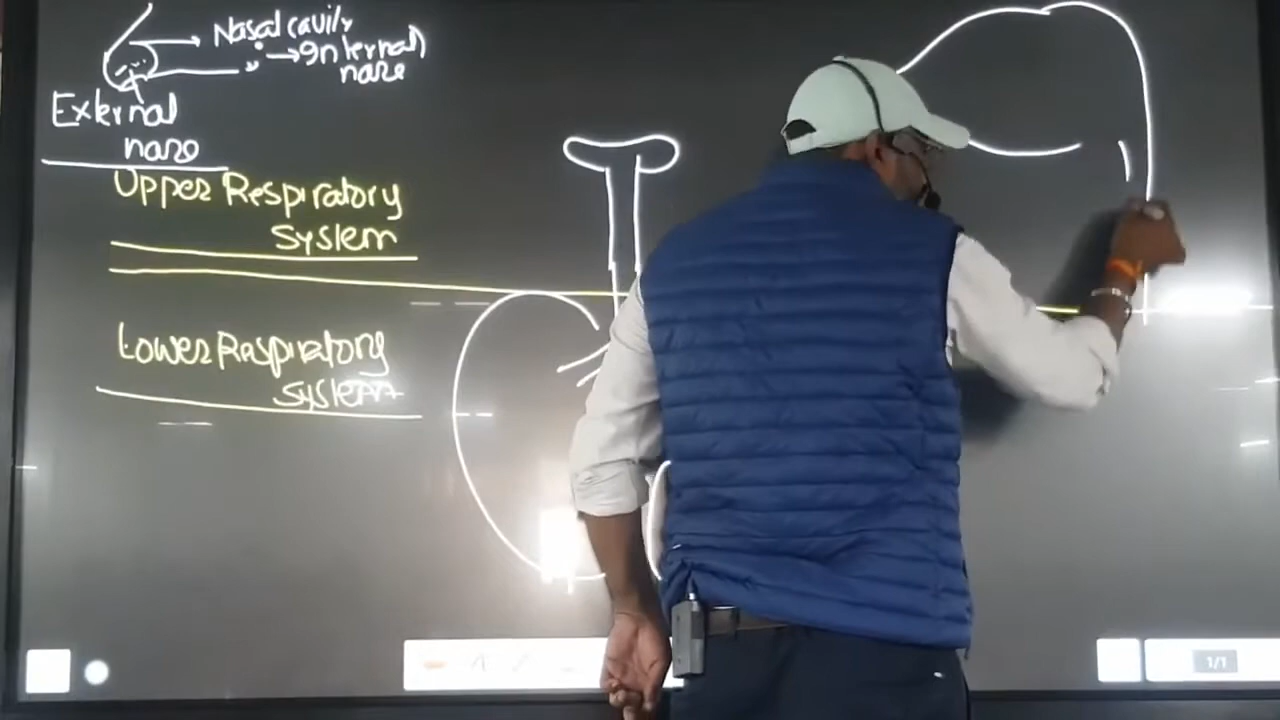 Nasal cavity
Internal
nare
External
nare
Upper Respiratory
System
Lower Respiratory
System
1/1